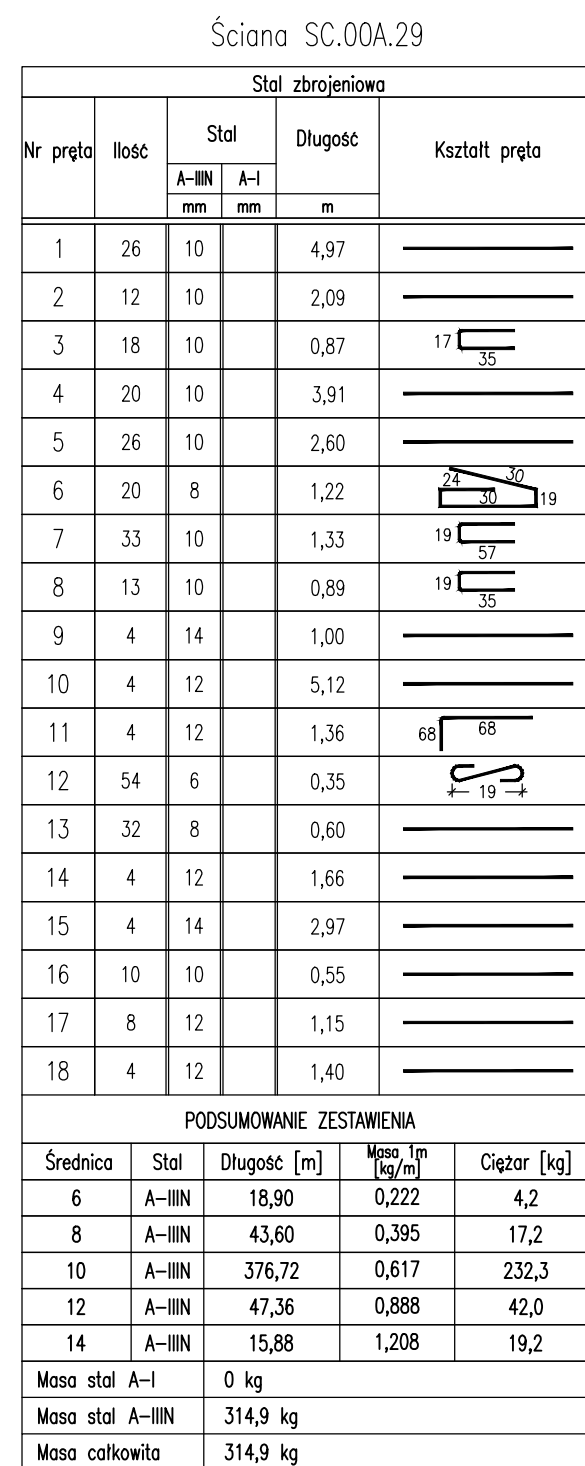 Ściana SC.00A.29
Stal zbrojeniowa
Nr pręta Ilość Stal Długość Kształt pręta
A-IIIN A-I
mm mm m
1 26 10 4,97
2 12 10 2,09
3 18 10 0,87 17 35
4 20 10 3,91
5 26 10 2,60
6 20 8 1,22 24 30 30 19
7 33 10 1,33 19 57
8 13 10 0,89 19 35
9 4 14 1,00
10 4 12 5,12
11 4 12 1,36 68 68
12 54 6 0,35 19
13 32 8 0,60
14 4 12 1,66
15 4 14 2,97
16 10 10 0,55
17 8 12 1,15
18 4 12 1,40
PODSUMOWANIE ZESTAWIENIA
Średnica Stal Długość [m] Masa 1m [kg/m] Ciężar [kg]
6 A-IIIN 18,90 0,222 4,2
8 A-IIIN 43,60 0,395 17,2
10 A-IIIN 376,72 0,617 232,3
12 A-IIIN 47,36 0,888 42,0
14 A-IIIN 15,88 1,208 19,2
Masa stal A-I 0 kg
Masa stal A-IIIN 314,9 kg
Masa całkowita 314,9 kg